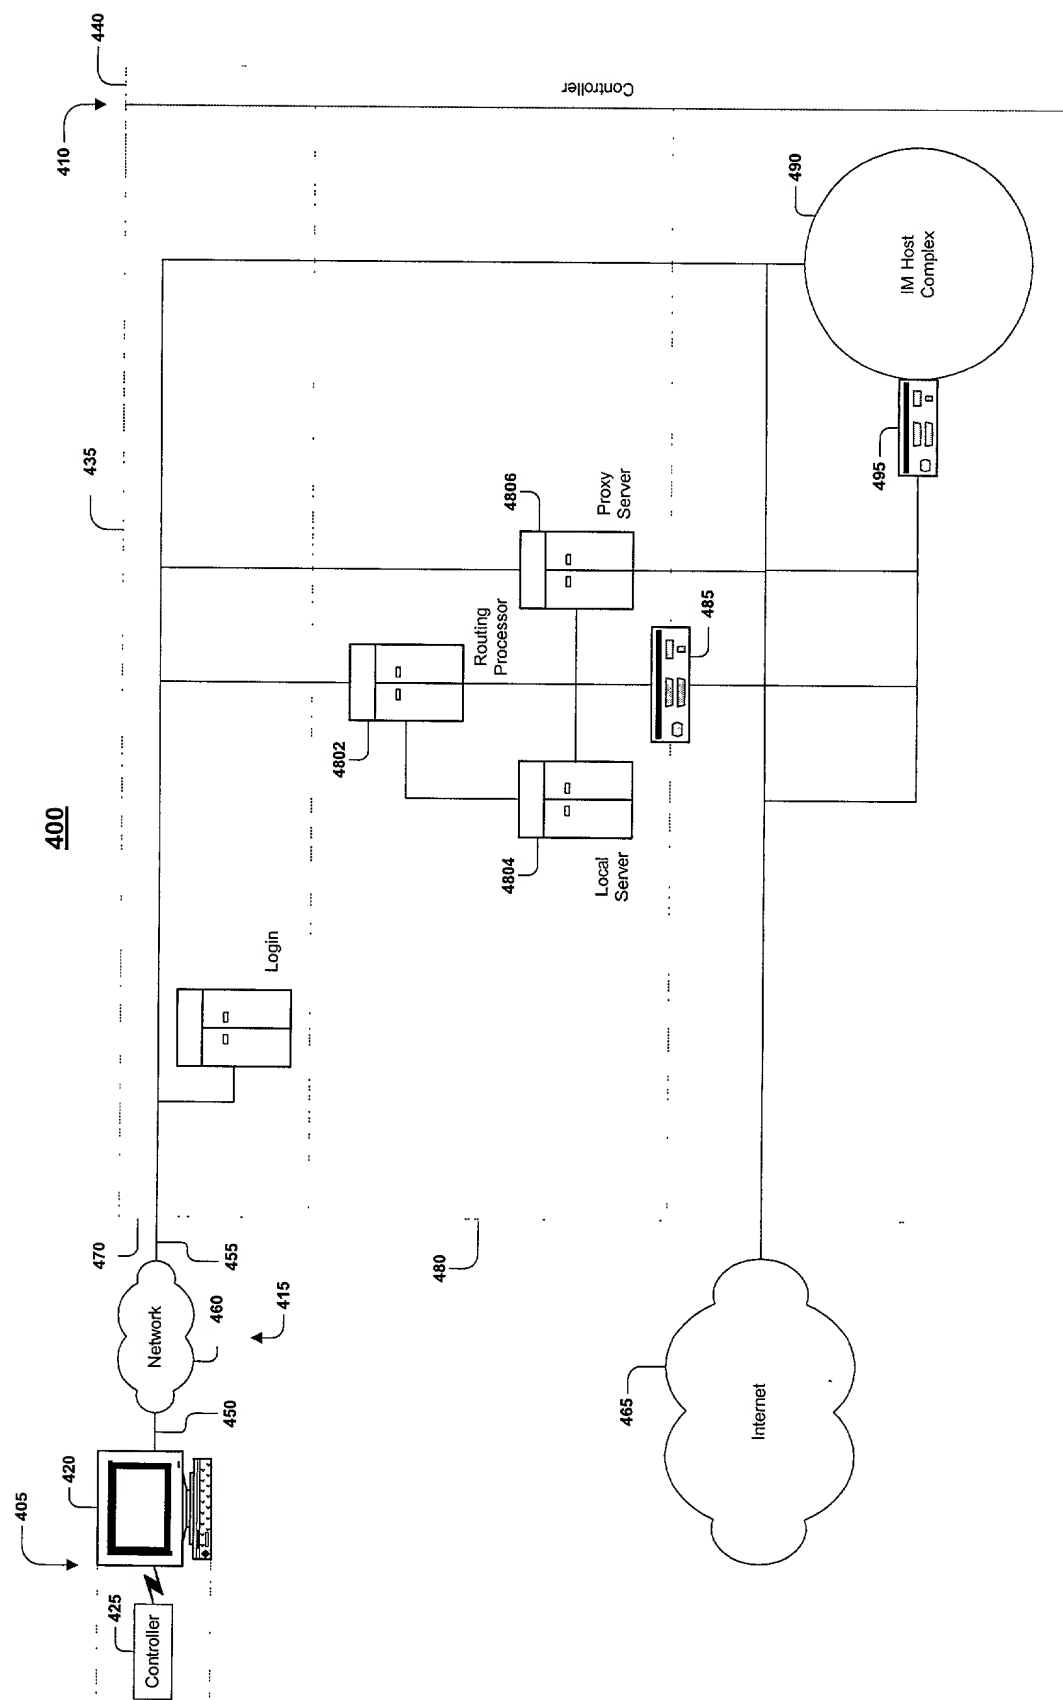 400
405
420
425
Controller
450
Network
460
415
470
455
480
465
Internet
Login
435
4802
Routing
Processor
4804
Local
Server
4806
Proxy
Server
485
495
490
IM Host
Complex
410
440
Controller